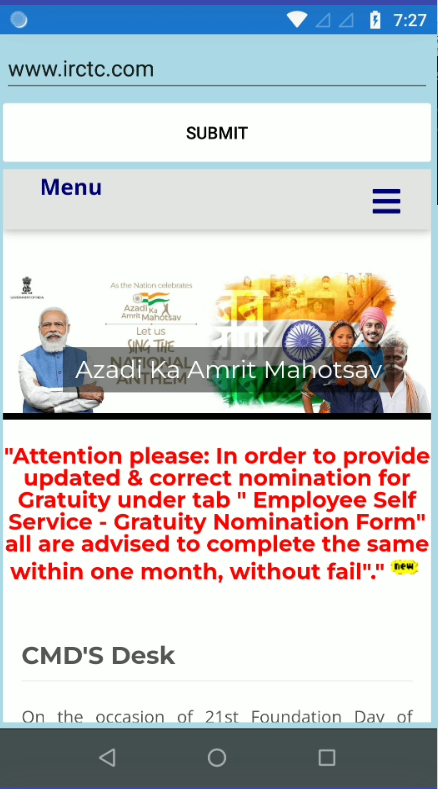 7:27
www.irctc.com
SUBMIT
Menu
As the Nation celebrates
Azadi Ka
Amrit Mahotsav
Let us
SING THE
NATIONAL
ANTHEM
Azadi Ka Amrit Mahotsav
"Attention please: In order to provide
updated & correct nomination for
Gratuity under tab " Employee Self
Service - Gratuity Nomination Form"
all are advised to complete the same
within one month, without fail"." new
CMD'S Desk
On the occasion of 21st Foundation Day of